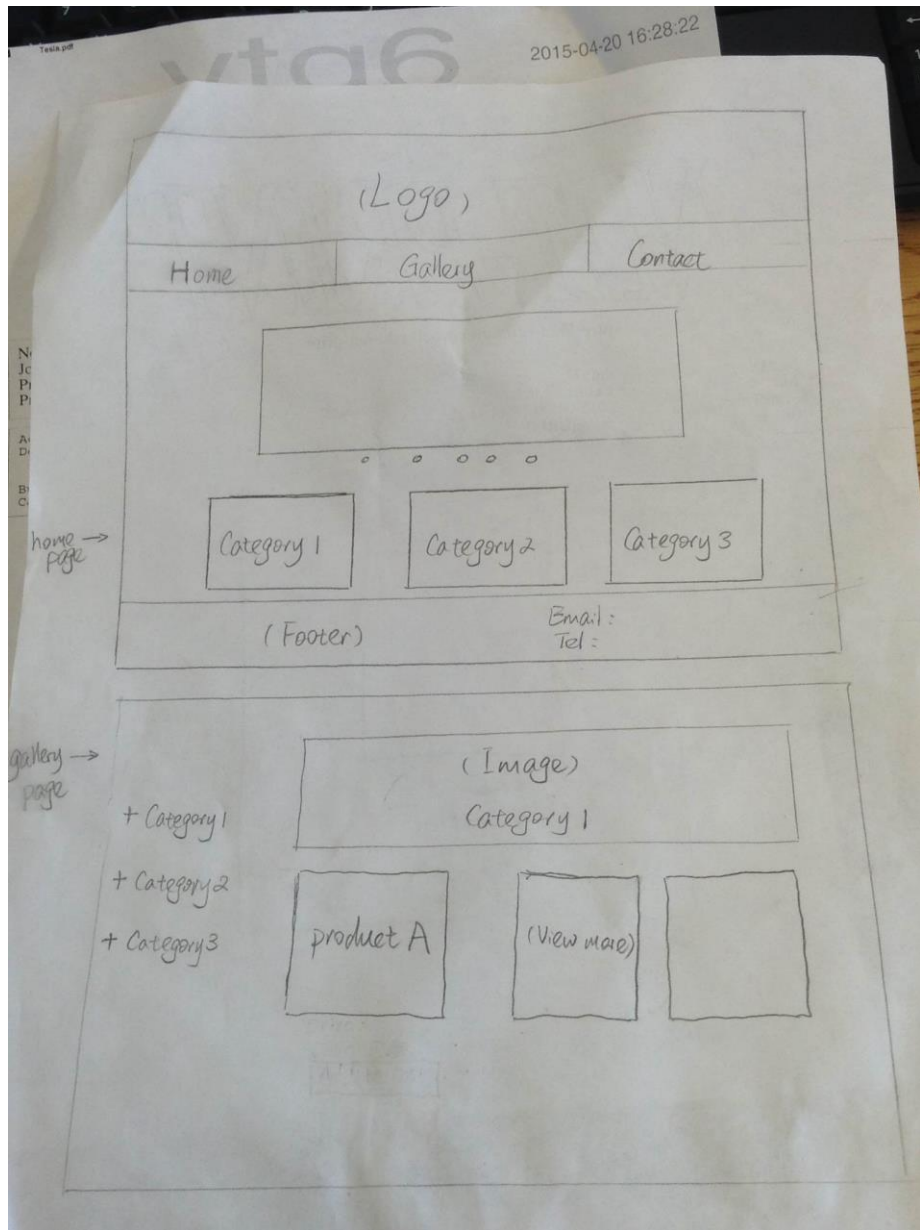 Tesla.pdf
2015-04-20 16:28:22
(Logo)
Home Gallery Contact
home → page
Category 1 Category 2 Category 3
(Footer)
Email:
Tel:
gallery → page
(Image)
Category 1
+ Category 1
+ Category 2
+ Category 3
product A
(View more)